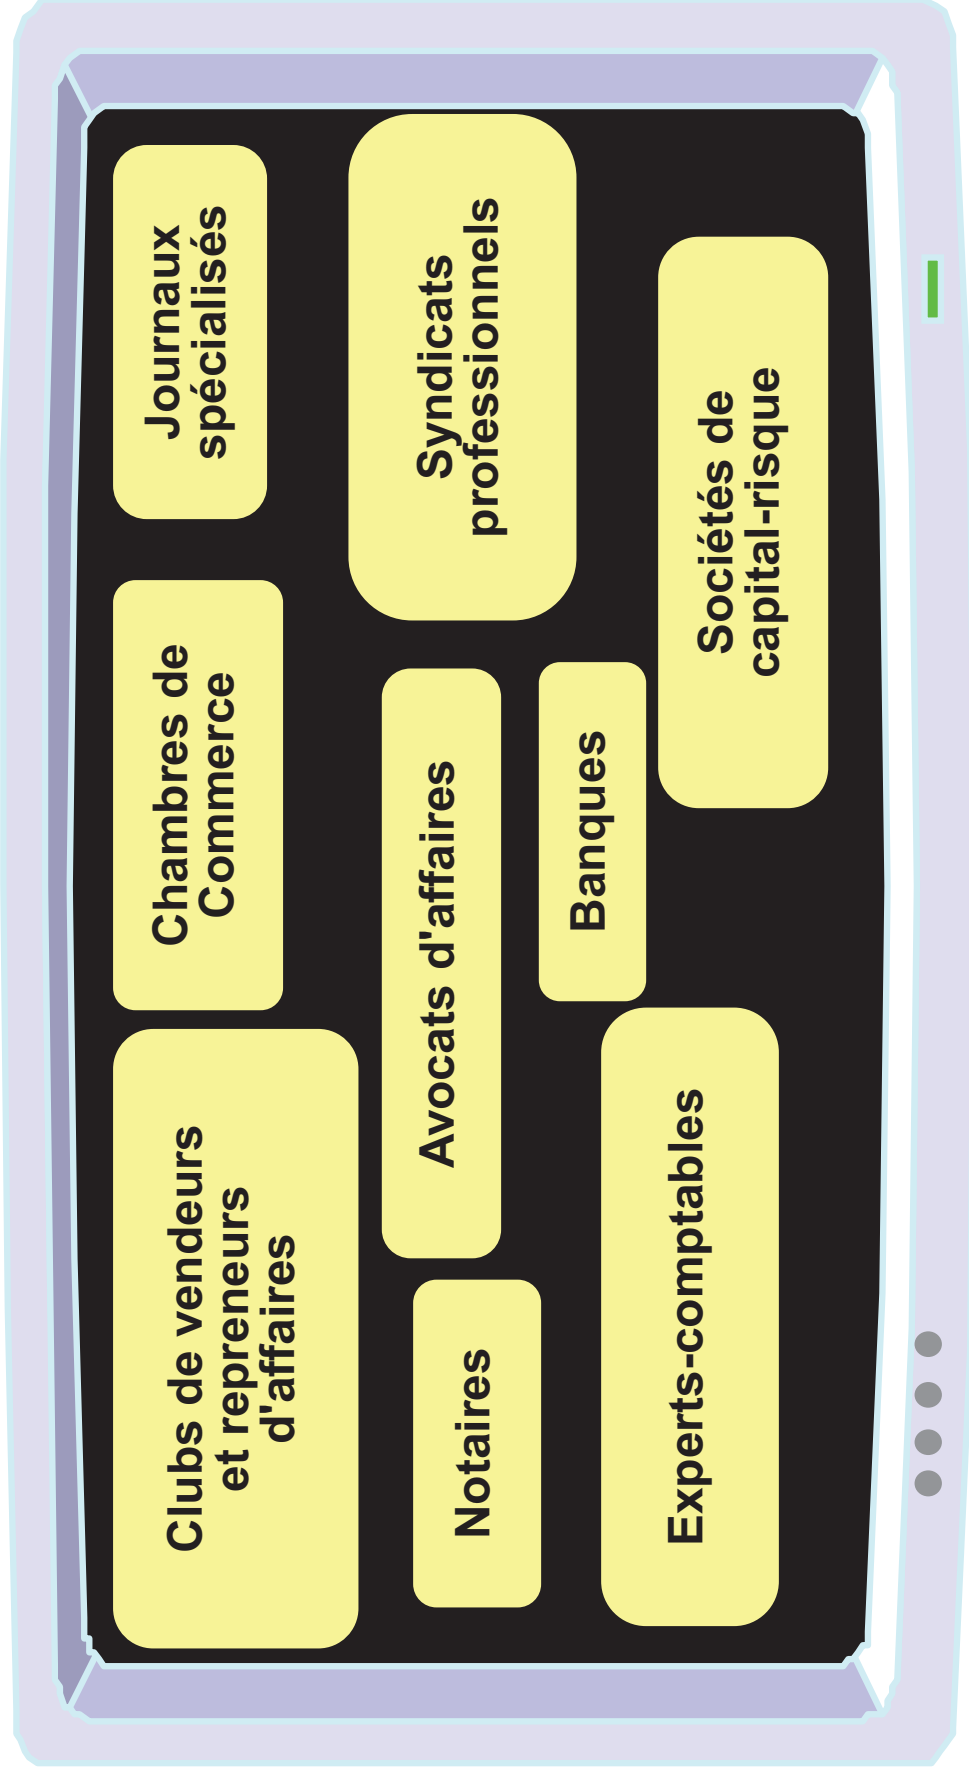 Clubs de vendeurs
et repreneurs
d'affaires
Chambres de
Commerce
Journaux
spécialisés
Notaires
Avocats d'affaires
Syndicats
professionnels
Experts-comptables
Banques
Sociétés de
capital-risque